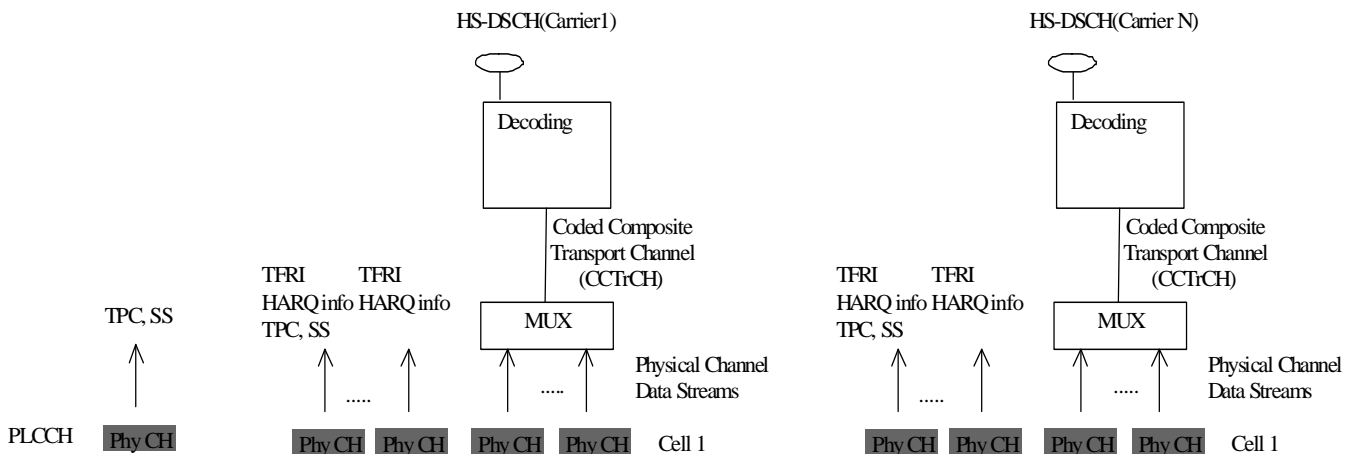 HS-DSCH(Carrier1)
HS-DSCH(Carrier N)
Decoding
Decoding
Coded Composite
Transport Channel
(CCTrCH)
Coded Composite
Transport Channel
(CCTrCH)
TFRI
HARQ info
TPC, SS
TFRI
HARQ info
TFRI
HARQ info
TPC, SS
TFRI
HARQ info
TPC, SS
MUX
MUX
Physical Channel
Data Streams
Physical Channel
Data Streams
.....
.....
.....
.....
PLCCH
Phy CH
Phy CH
Phy CH
Phy CH
Phy CH
Cell 1
Phy CH
Phy CH
Phy CH
Phy CH
Cell 1